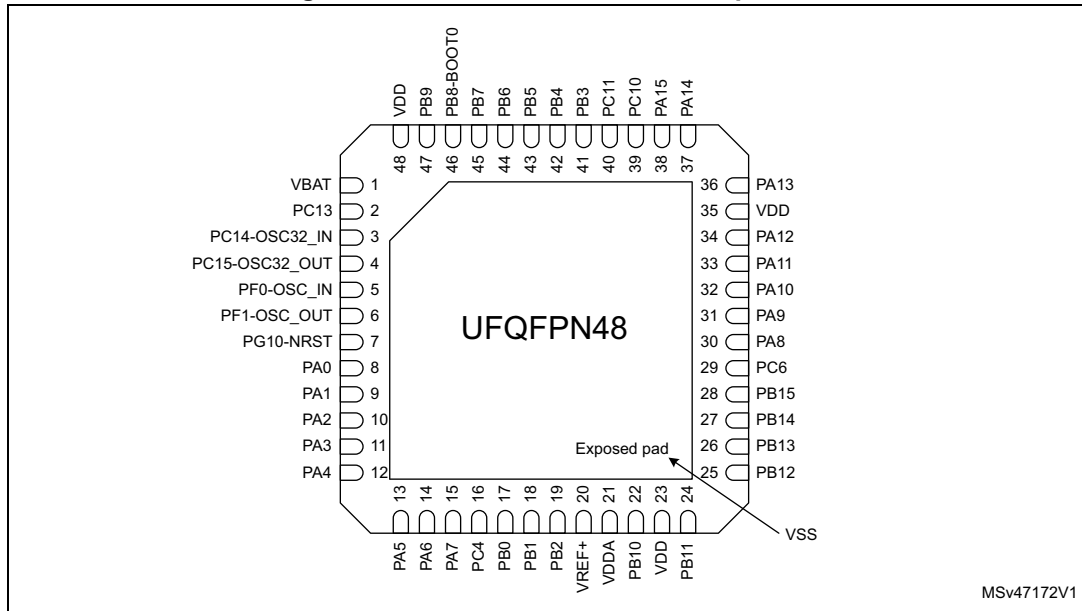 VDD
PB9
PB8-BOOT0
PB7
PB6
PB5
PB4
PB3
PC11
PC10
PA15
PA14
48
47
46
45
44
43
42
41
40
39
38
37
VBAT 1
PC13 2
PC14-OSC32_IN 3
PC15-OSC32_OUT 4
PF0-OSC_IN 5
PF1-OSC_OUT 6
PG10-NRST 7
PA0 8
PA1 9
PA2 10
PA3 11
PA4 12
UFQFPN48
Exposed pad
36 PA13
35 VDD
34 PA12
33 PA11
32 PA10
31 PA9
30 PA8
29 PC6
28 PB15
27 PB14
26 PB13
25 PB12
13
14
15
16
17
18
19
20
21
22
23
24
PA5
PA6
PA7
PC4
PB0
PB1
PB2
VREF+
VDDA
PB10
VDD
PB11
VSS
MSv47172V1